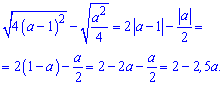 √(4(a−1)²) − √(a²/4) = 2|a−1| − |a|/2 =
= 2(1−a) − a/2 = 2−2a − a/2 = 2−2,5a.